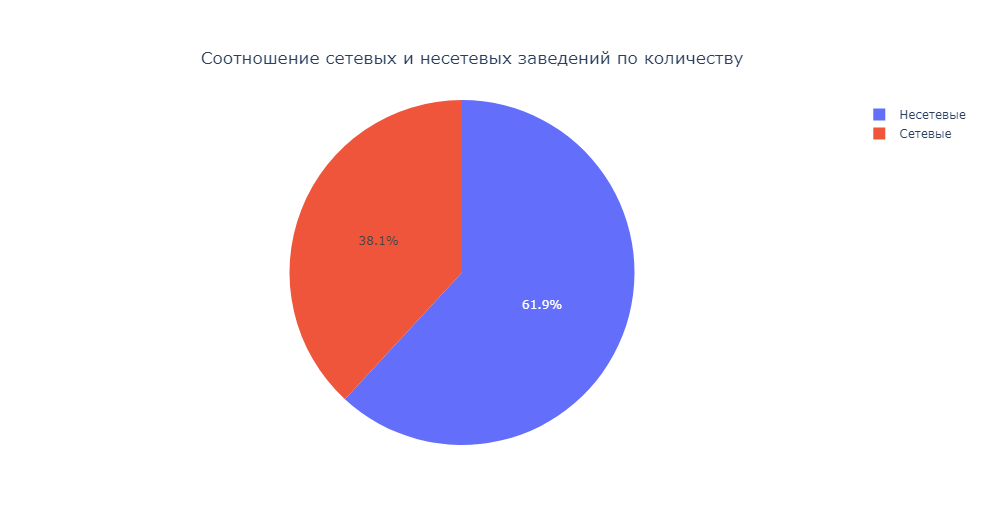 Соотношение сетевых и несетевых заведений по количеству
Несетевые
Сетевые
38.1%
61.9%